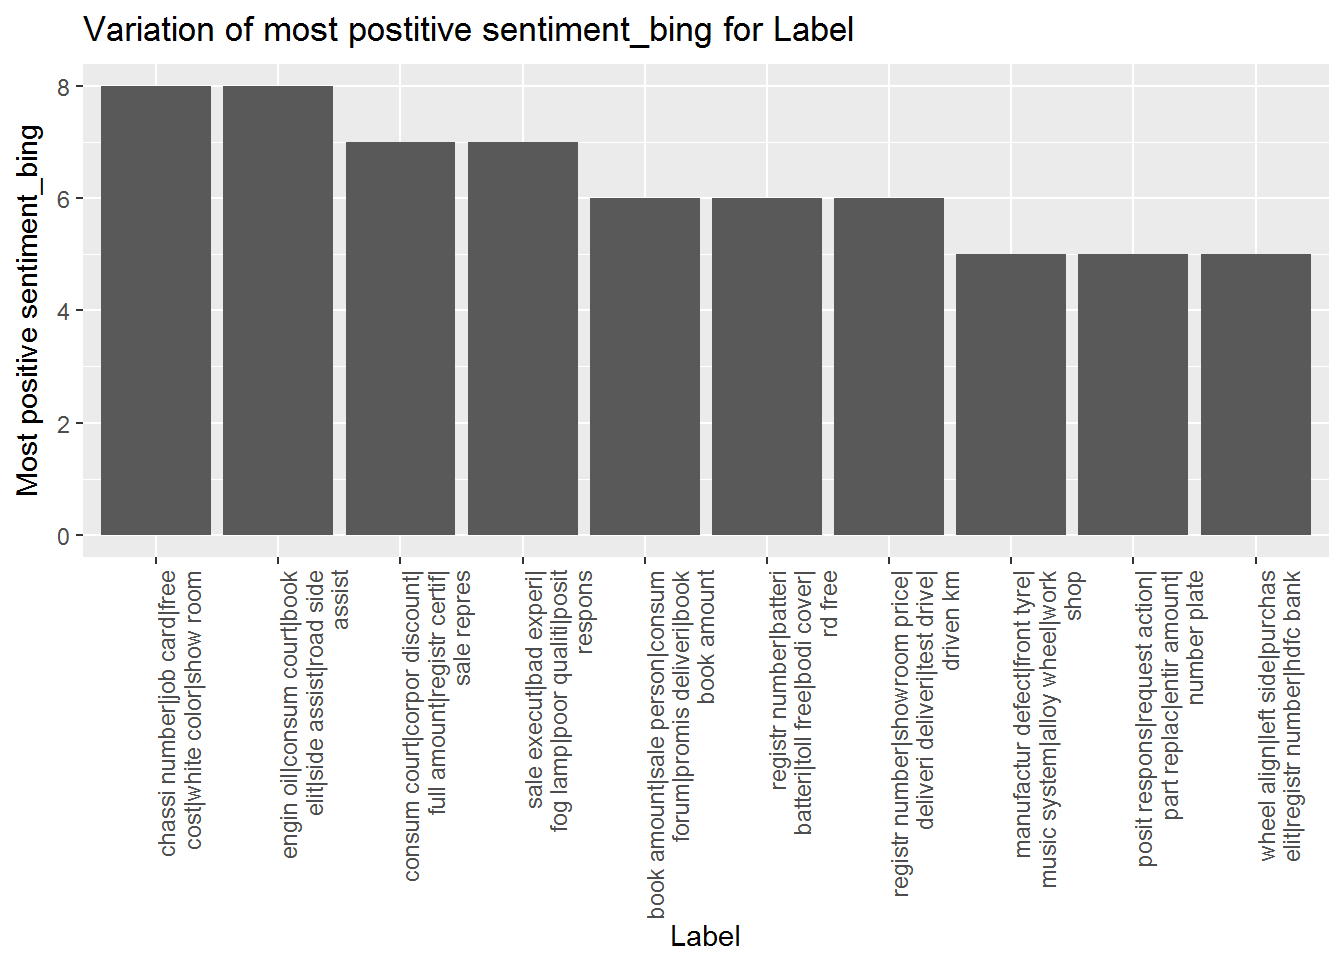 Variation of most postitive sentiment_bing for Label
Most positive sentiment_bing
8
6
4
2
0
chassi number|job card|free
cost|white color|show room
engin oil|consum court|book
elit|side assist|road side
assist
consum court|corpor discount|
full amount|registr certif|
sale repres
sale execut|bad experi|
fog lamp|poor qualiti|posit
respons
book amount|sale person|consum
forum|promis deliveri|book
book amount
registr number|batteri
batteri|toll free|bodi cover|
rd free
registr number|showroom price|
deliveri deliveri|test drive|
driven km
manufactur defect|front tyre|
music system|alloy wheel|work
shop
posit respons|request action|
part replac|entir amount|
number plate
wheel align|left side|purchas
elit|registr number|hdfc bank
Label